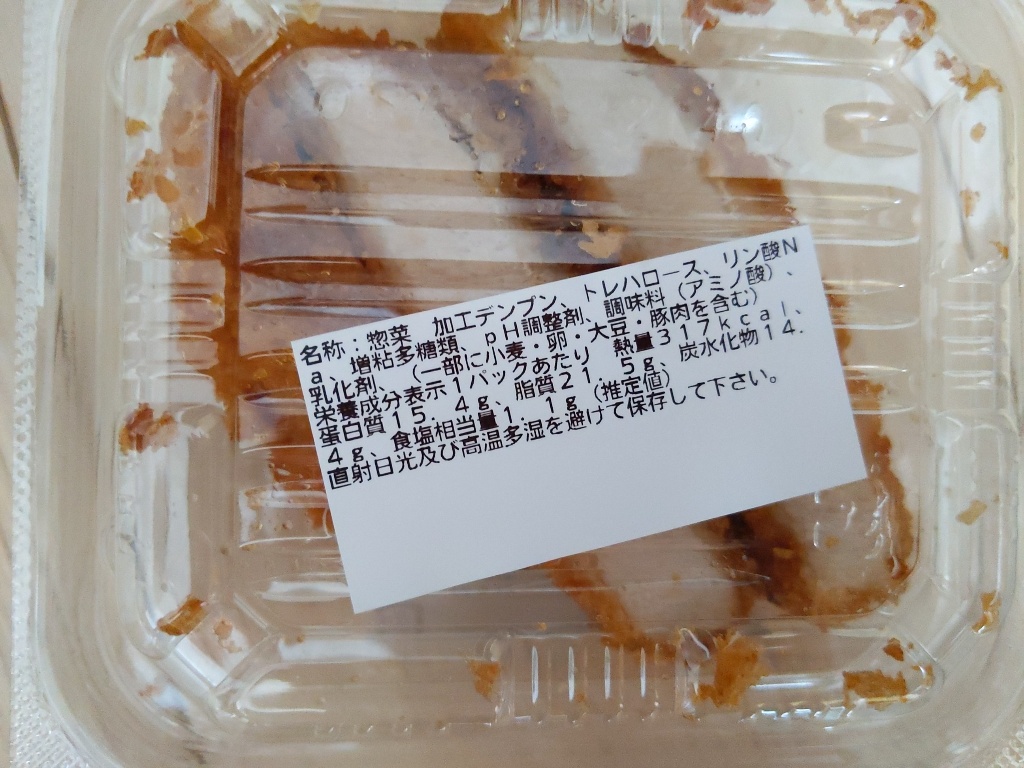 名称：惣菜　加工デンプン、トレハロース、リン酸Ｎ
ａ、増粘多糖類、ｐＨ調整剤、調味料（アミノ酸）、
乳化剤、（一部に小麦・卵・大豆・豚肉を含む）
栄養成分表示１パックあたり　熱量３１７ｋｃａｌ、
蛋白質１５．４ｇ、脂質２１．５ｇ、炭水化物１４．
４ｇ、食塩相当量１．１ｇ（推定値）
直射日光及び高温多湿を避けて保存して下さい。